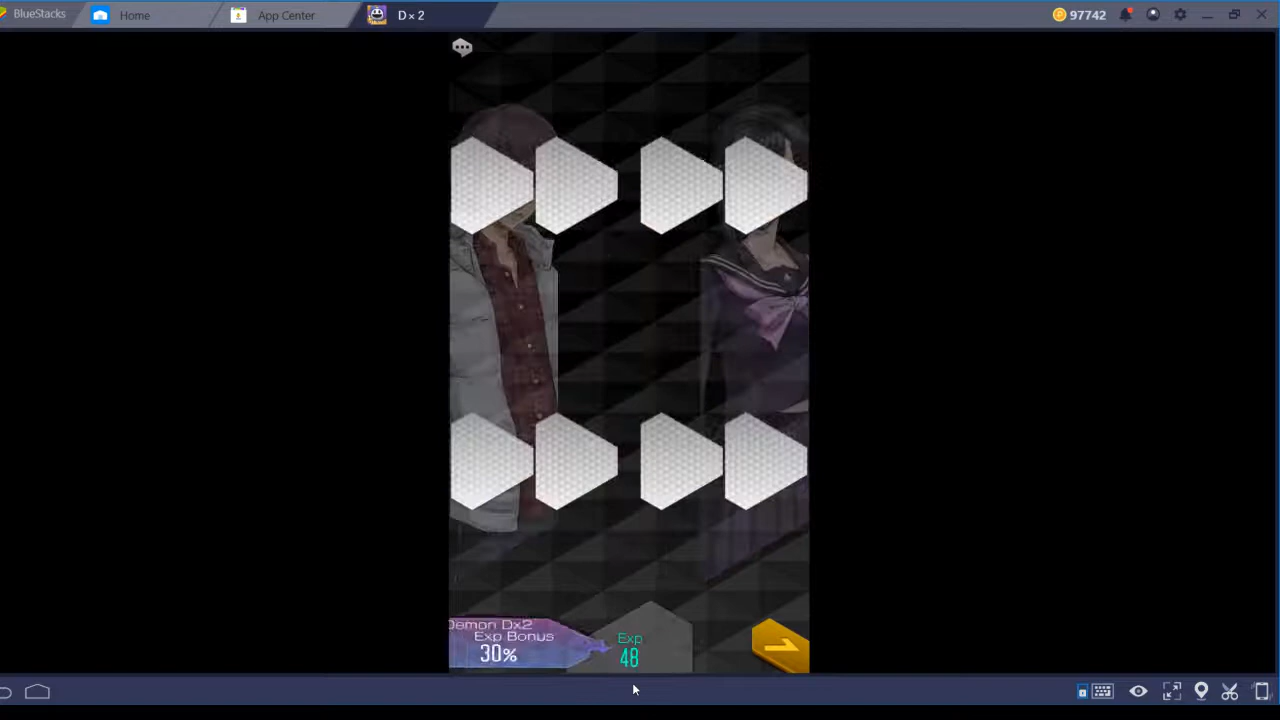 BlueStacks
Home
App Center
D×2
97742
Demon Dx2
Exp Bonus
30%
Exp
48